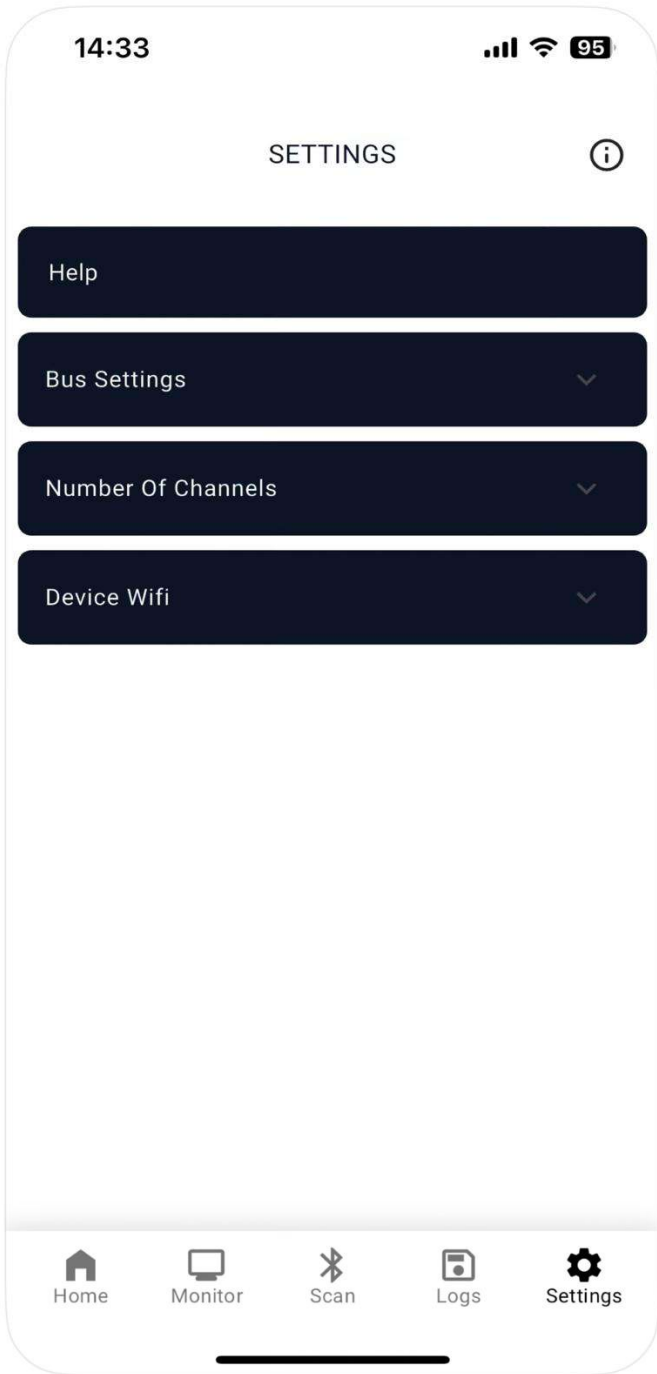 14:33
95
SETTINGS
Help
Bus Settings
Number Of Channels
Device Wifi
Home
Monitor
Scan
Logs
Settings